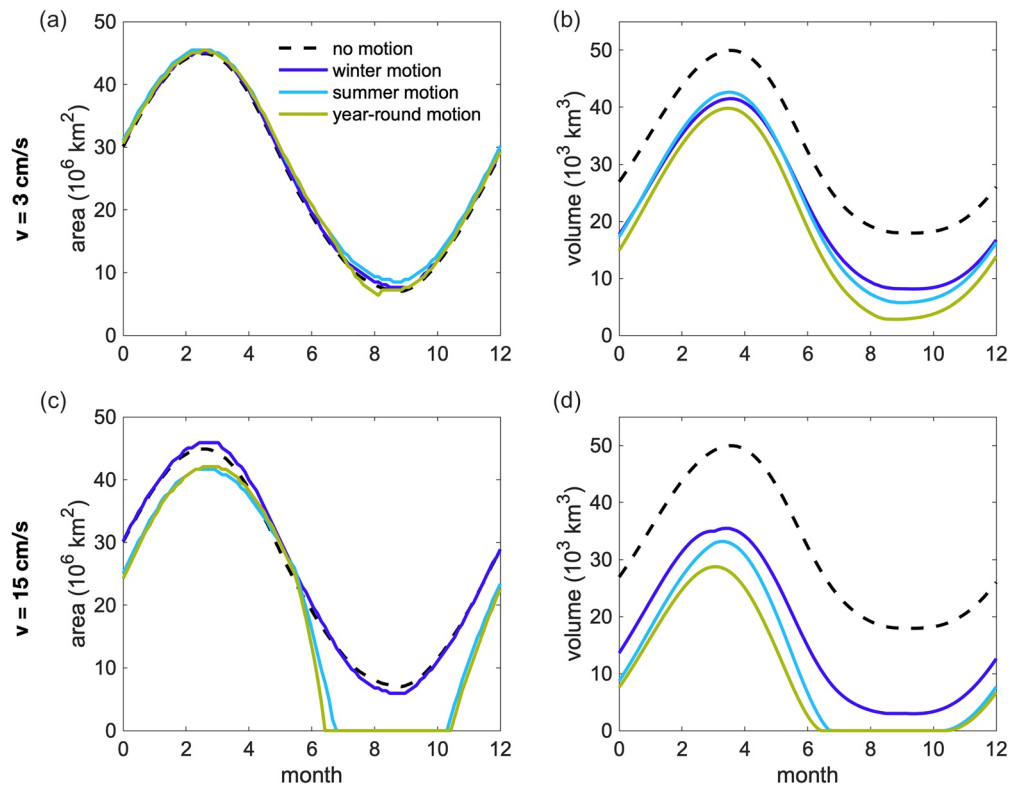 (a)
50
40
30
20
10
0
0 2 4 6 8 10 12
area (10⁶ km²)
no motion
winter motion
summer motion
year-round motion
v = 3 cm/s
(b)
50
40
30
20
10
0
0 2 4 6 8 10 12
volume (10³ km³)
(c)
50
40
30
20
10
0
0 2 4 6 8 10 12
area (10⁶ km²)
month
v = 15 cm/s
(d)
50
40
30
20
10
0
0 2 4 6 8 10 12
volume (10³ km³)
month